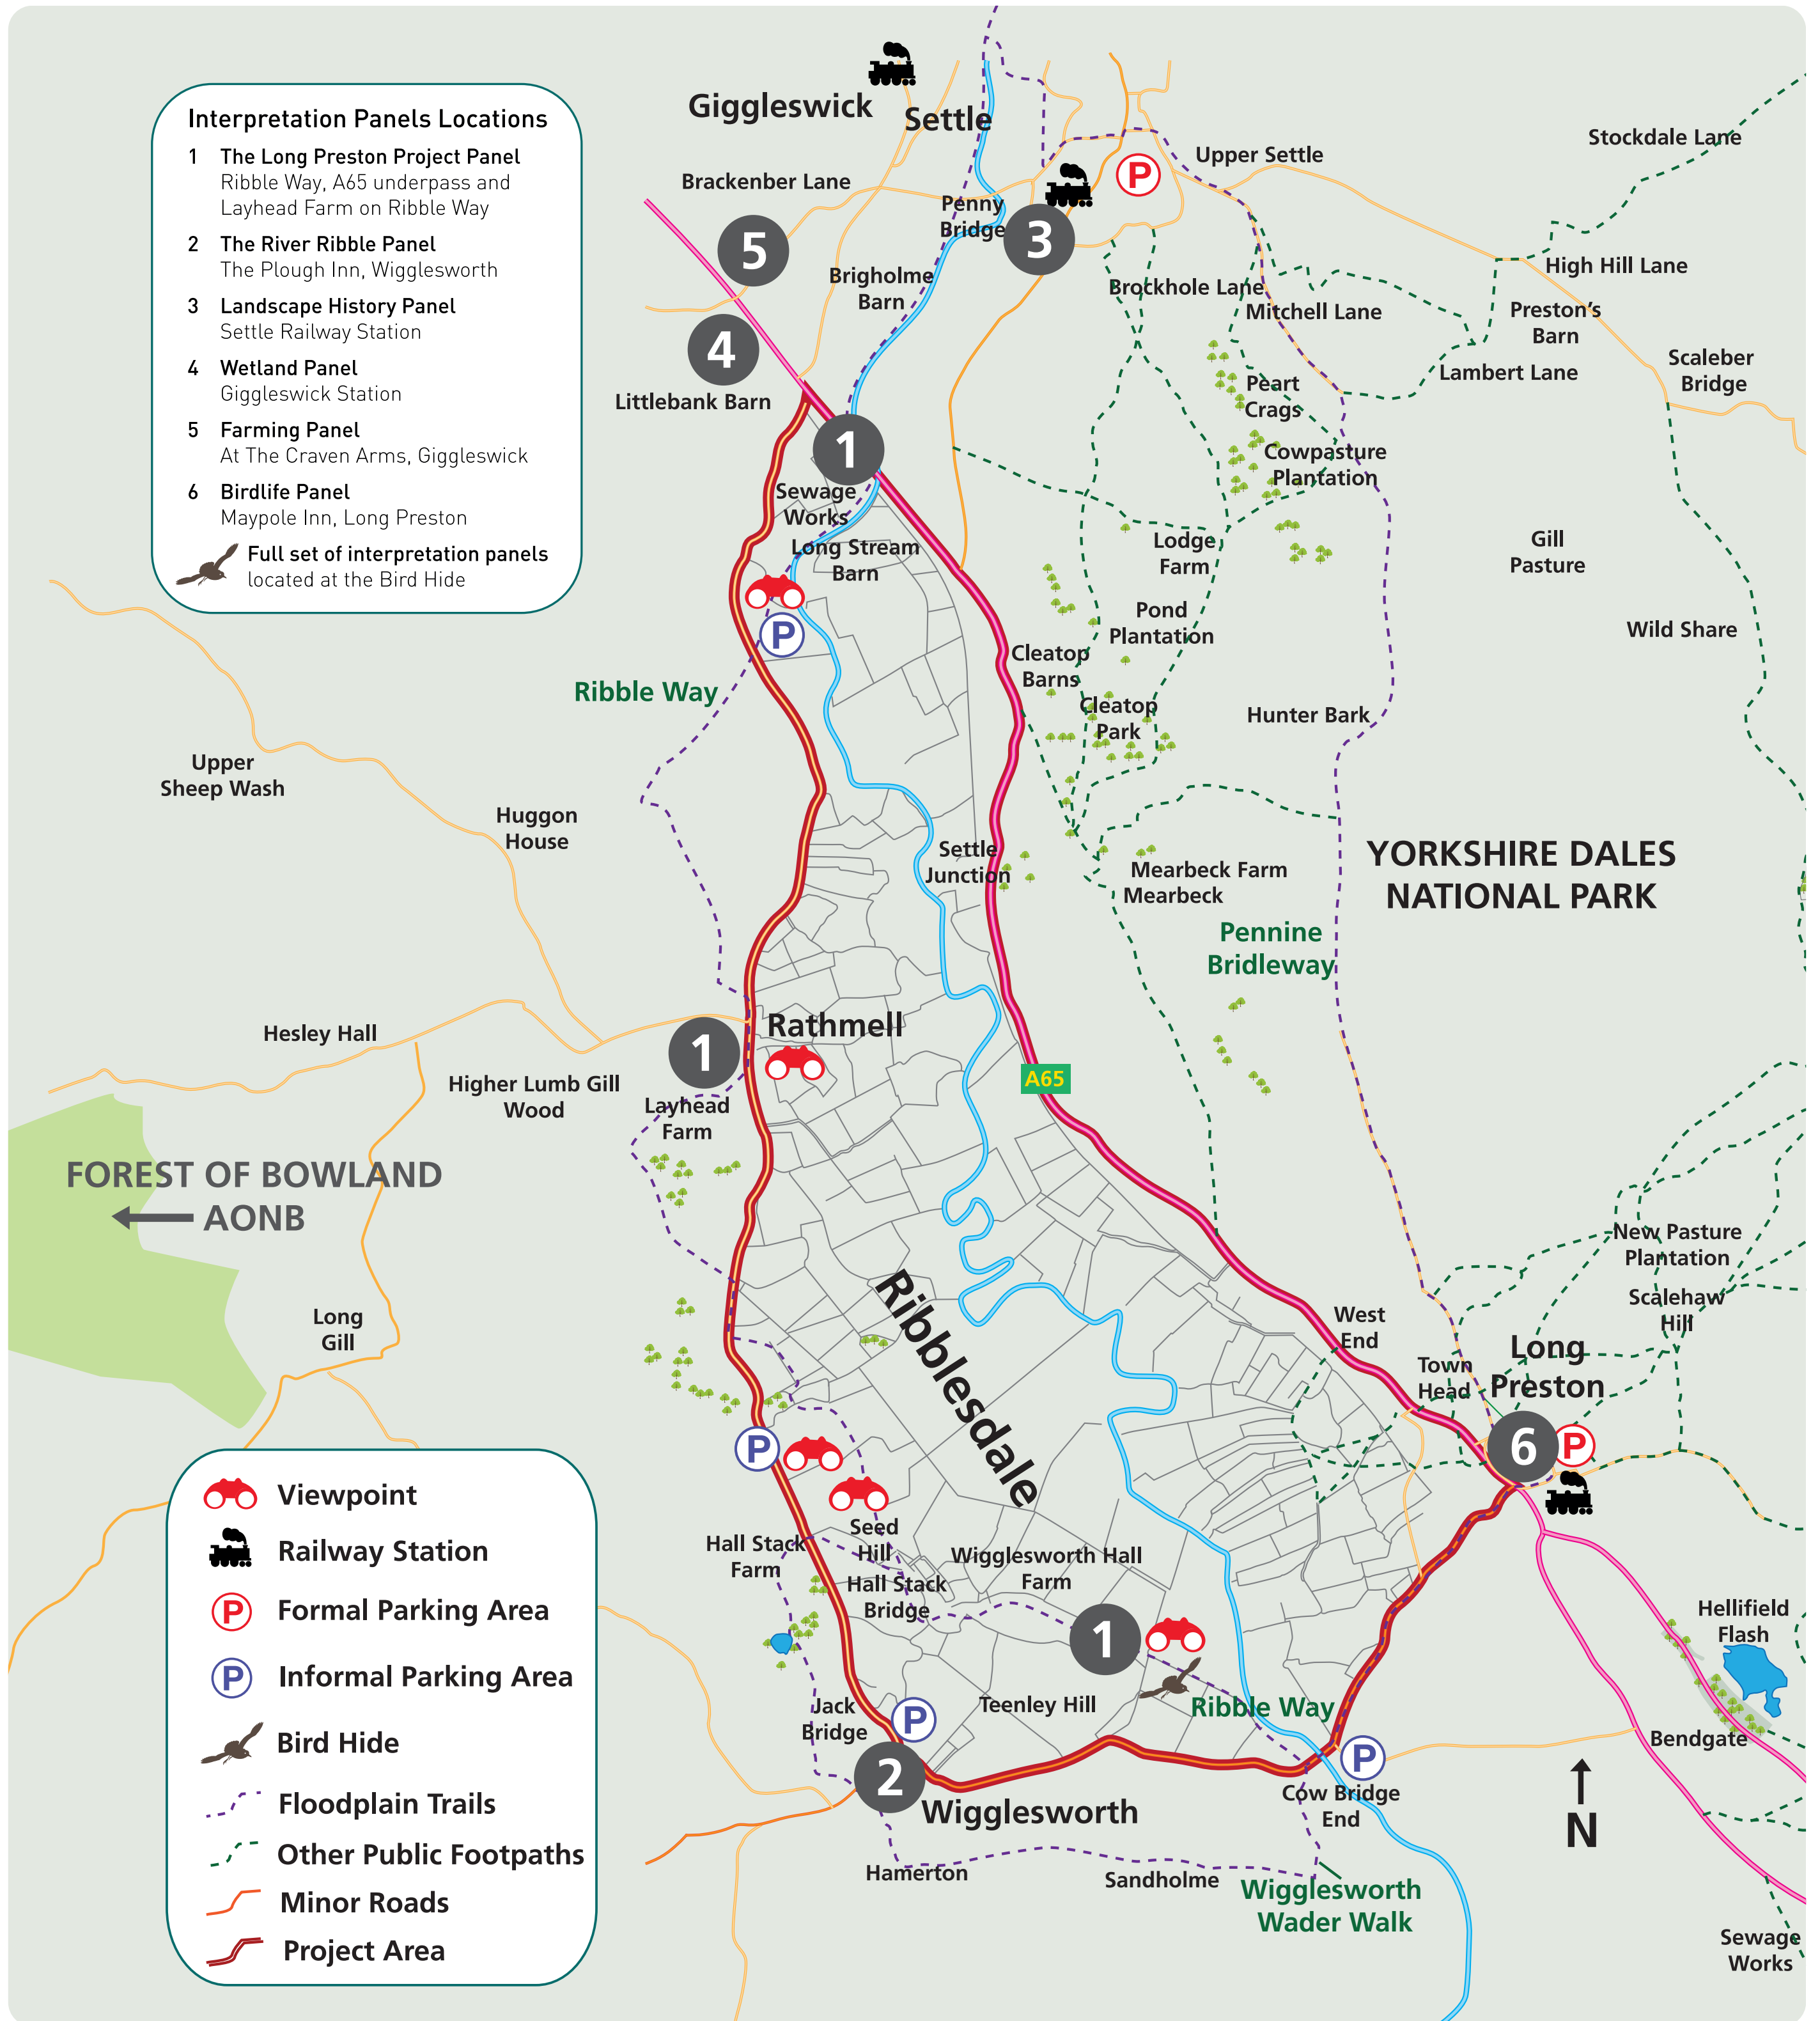 Interpretation Panels Locations
1 The Long Preston Project Panel
Ribble Way, A65 underpass and
Layhead Farm on Ribble Way
2 The River Ribble Panel
The Plough Inn, Wigglesworth
3 Landscape History Panel
Settle Railway Station
4 Wetland Panel
Giggleswick Station
5 Farming Panel
At The Craven Arms, Giggleswick
6 Birdlife Panel
Maypole Inn, Long Preston
Full set of interpretation panels
located at the Bird Hide
Giggleswick
Settle
Stockdale Lane
Upper Settle
P
Brackenber Lane
Penny
Bridge
3
5
High Hill Lane
Brigholme
Barn
Brockhole Lane
Mitchell Lane
Preston’s
Barn
4
Scaleber
Bridge
Lambert Lane
Peart
Crags
Littlebank Barn
1
Cowpasture
Plantation
Sewage
Works
Long Stream
Barn
Lodge
Farm
Gill
Pasture
P
Pond
Plantation
Wild Share
Cleatop
Barns
Ribble Way
Cleatop
Park
Hunter Bark
Upper
Sheep Wash
Huggon
House
Settle
Junction
YORKSHIRE DALES
NATIONAL PARK
Mearbeck Farm
Mearbeck
Pennine
Bridleway
Hesley Hall
Rathmell
1
A65
Higher Lumb Gill
Wood
Layhead
Farm
FOREST OF BOWLAND
AONB
New Pasture
Plantation
Long
Gill
Scalehaw
Hill
West
End
Ribblesdale
Long
Preston
Town
Head
P
6
P
Seed
Hill
Hall Stack
Farm
Wigglesworth Hall
Farm
Hall Stack
Bridge
1
Hellifield
Flash
Teenley Hill
Ribble Way
Jack
Bridge
P
Bendgate
P
2
Cow Bridge
End
Wigglesworth
N
Hamerton
Sandholme
Wigglesworth
Wader Walk
Sewage
Works
Viewpoint
Railway Station
P Formal Parking Area
P Informal Parking Area
Bird Hide
Floodplain Trails
Other Public Footpaths
Minor Roads
Project Area